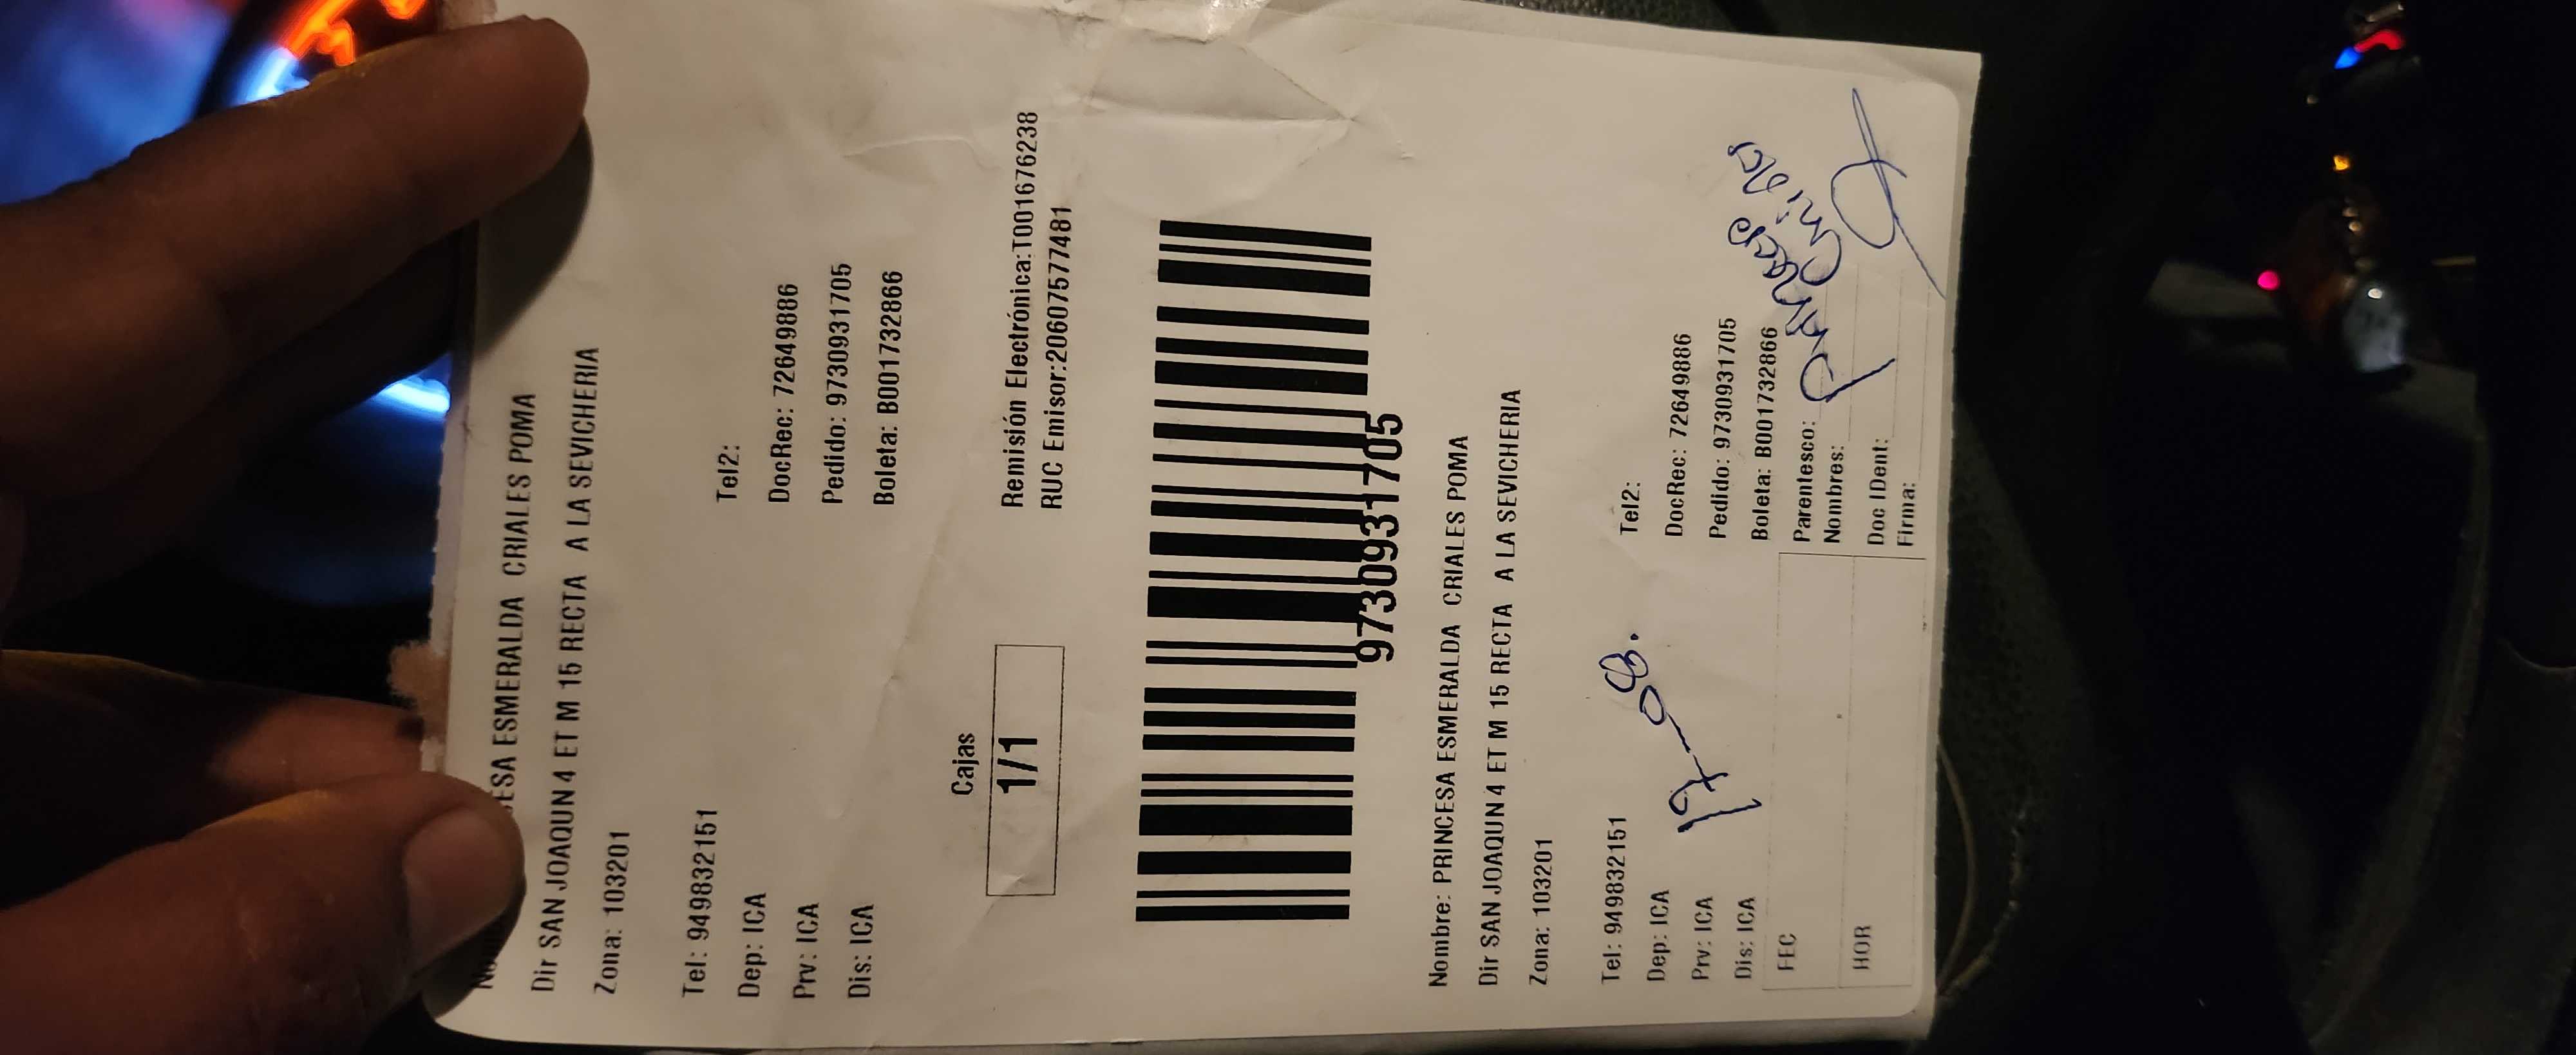 ESA ESMERALDA CRIALES POMA
Dir SAN JOAQUN 4 ET M 15 RECTA A LA SEVICHERIA
Zona: 103201
Tel: 949832151
Tel2:
Dep: ICA
DocRec: 72649886
Prv: ICA
Pedido: 9730931705
Dis: ICA
Boleta: B001732866
Cajas
1/1
Remisión Electrónica:T001676238
RUC Emisor:20607577481
9730931705
Nombre: PRINCESA ESMERALDA CRIALES POMA
Dir SAN JOAQUN 4 ET M 15 RECTA A LA SEVICHERIA
Zona: 103201
Tel: 949832151
Tel2:
Dep: ICA
DocRec: 72649886
Prv: ICA
Pedido: 9730931705
Dis: ICA
Boleta: B001732866
FEC
Parentesco:
Nombres:
HOR
Doc IDent:
Firma: